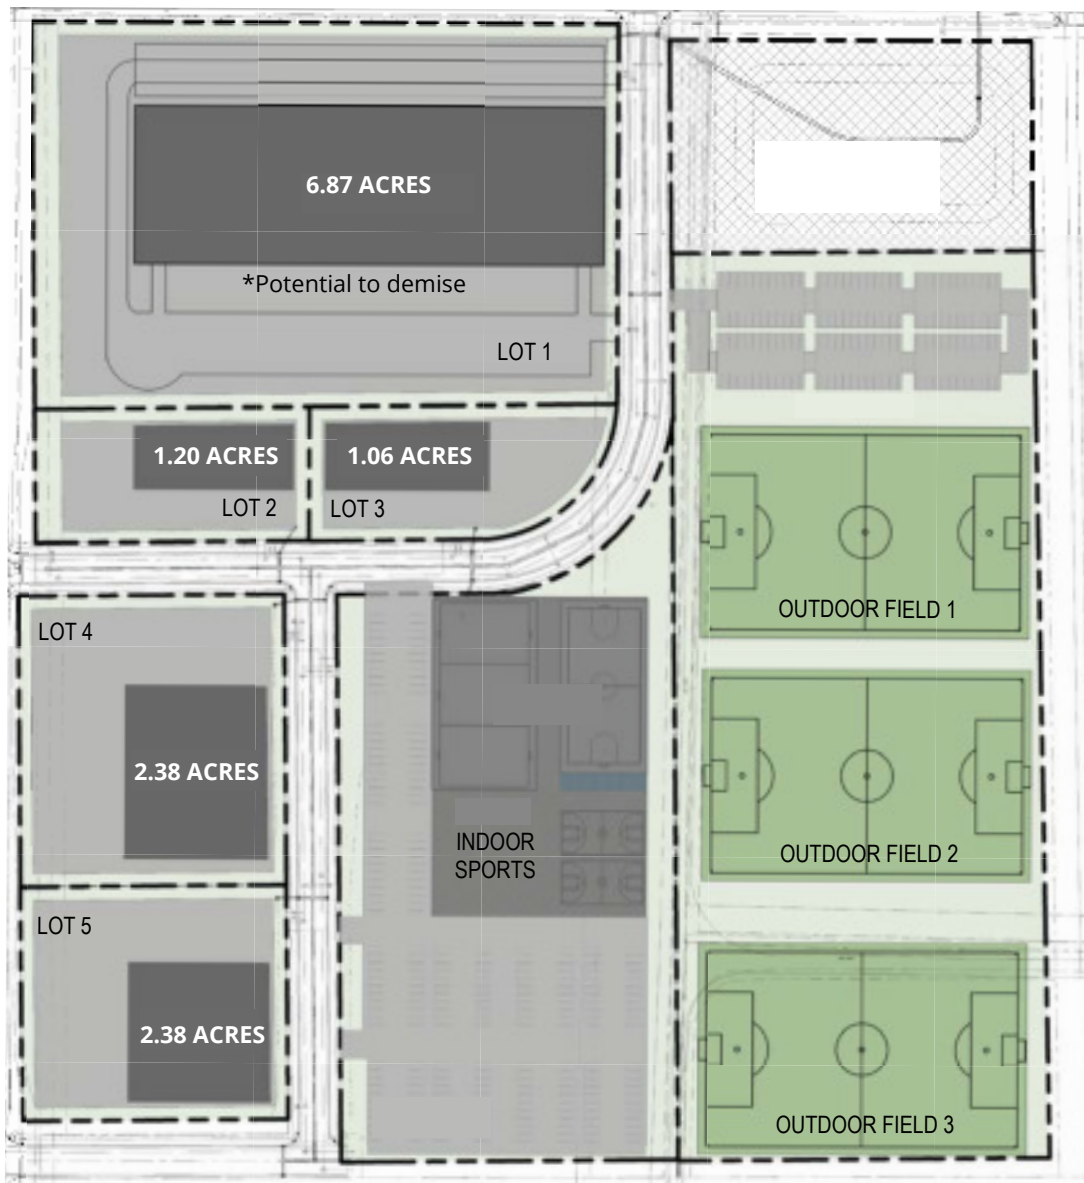 6.87 ACRES
*Potential to demise
LOT 1
1.20 ACRES
1.06 ACRES
LOT 2
LOT 3
OUTDOOR FIELD 1
LOT 4
2.38 ACRES
INDOOR
SPORTS
OUTDOOR FIELD 2
LOT 5
2.38 ACRES
OUTDOOR FIELD 3